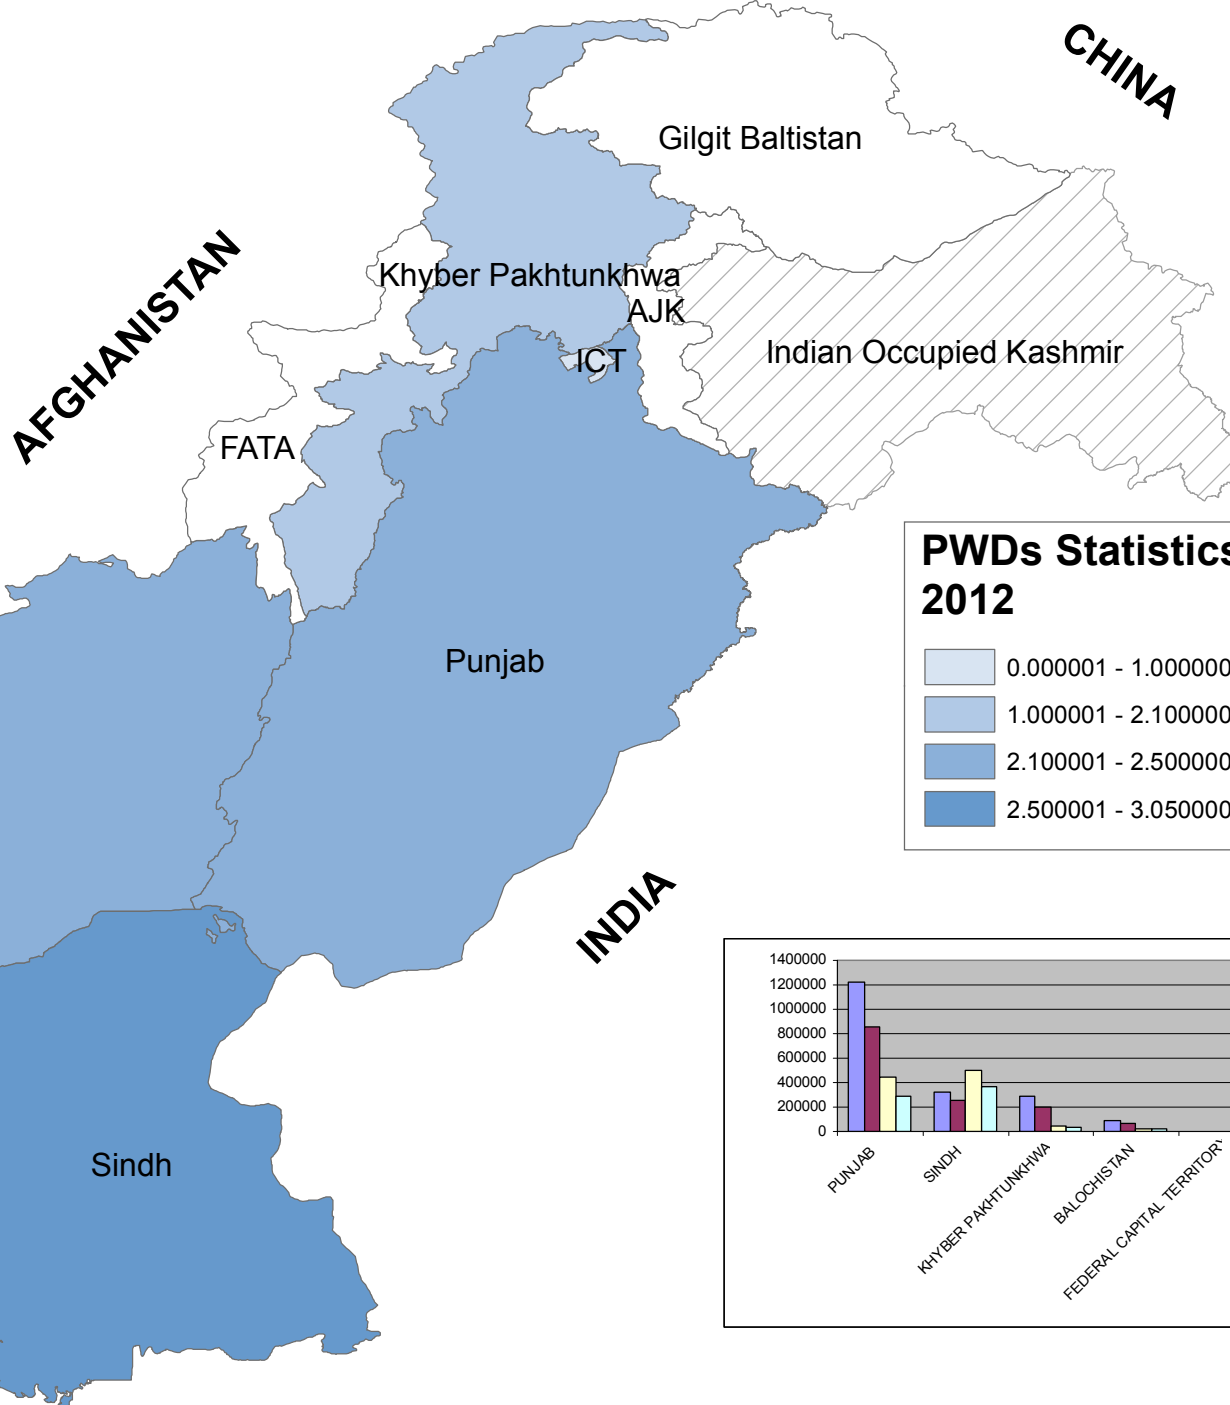 CHINA
Gilgit Baltistan
AFGHANISTAN
Khyber Pakhtunkhwa
AJK
ICT
Indian Occupied Kashmir
FATA
PWDs Statistics
2012
0.000001 - 1.000000
1.000001 - 2.100000
2.100001 - 2.500000
2.500001 - 3.050000
Punjab
INDIA
Sindh
1400000
1200000
1000000
800000
600000
400000
200000
0
PUNJAB
SINDH
KHYBER PAKHTUNKHWA
BALOCHISTAN
FEDERAL CAPITAL TERRITORY